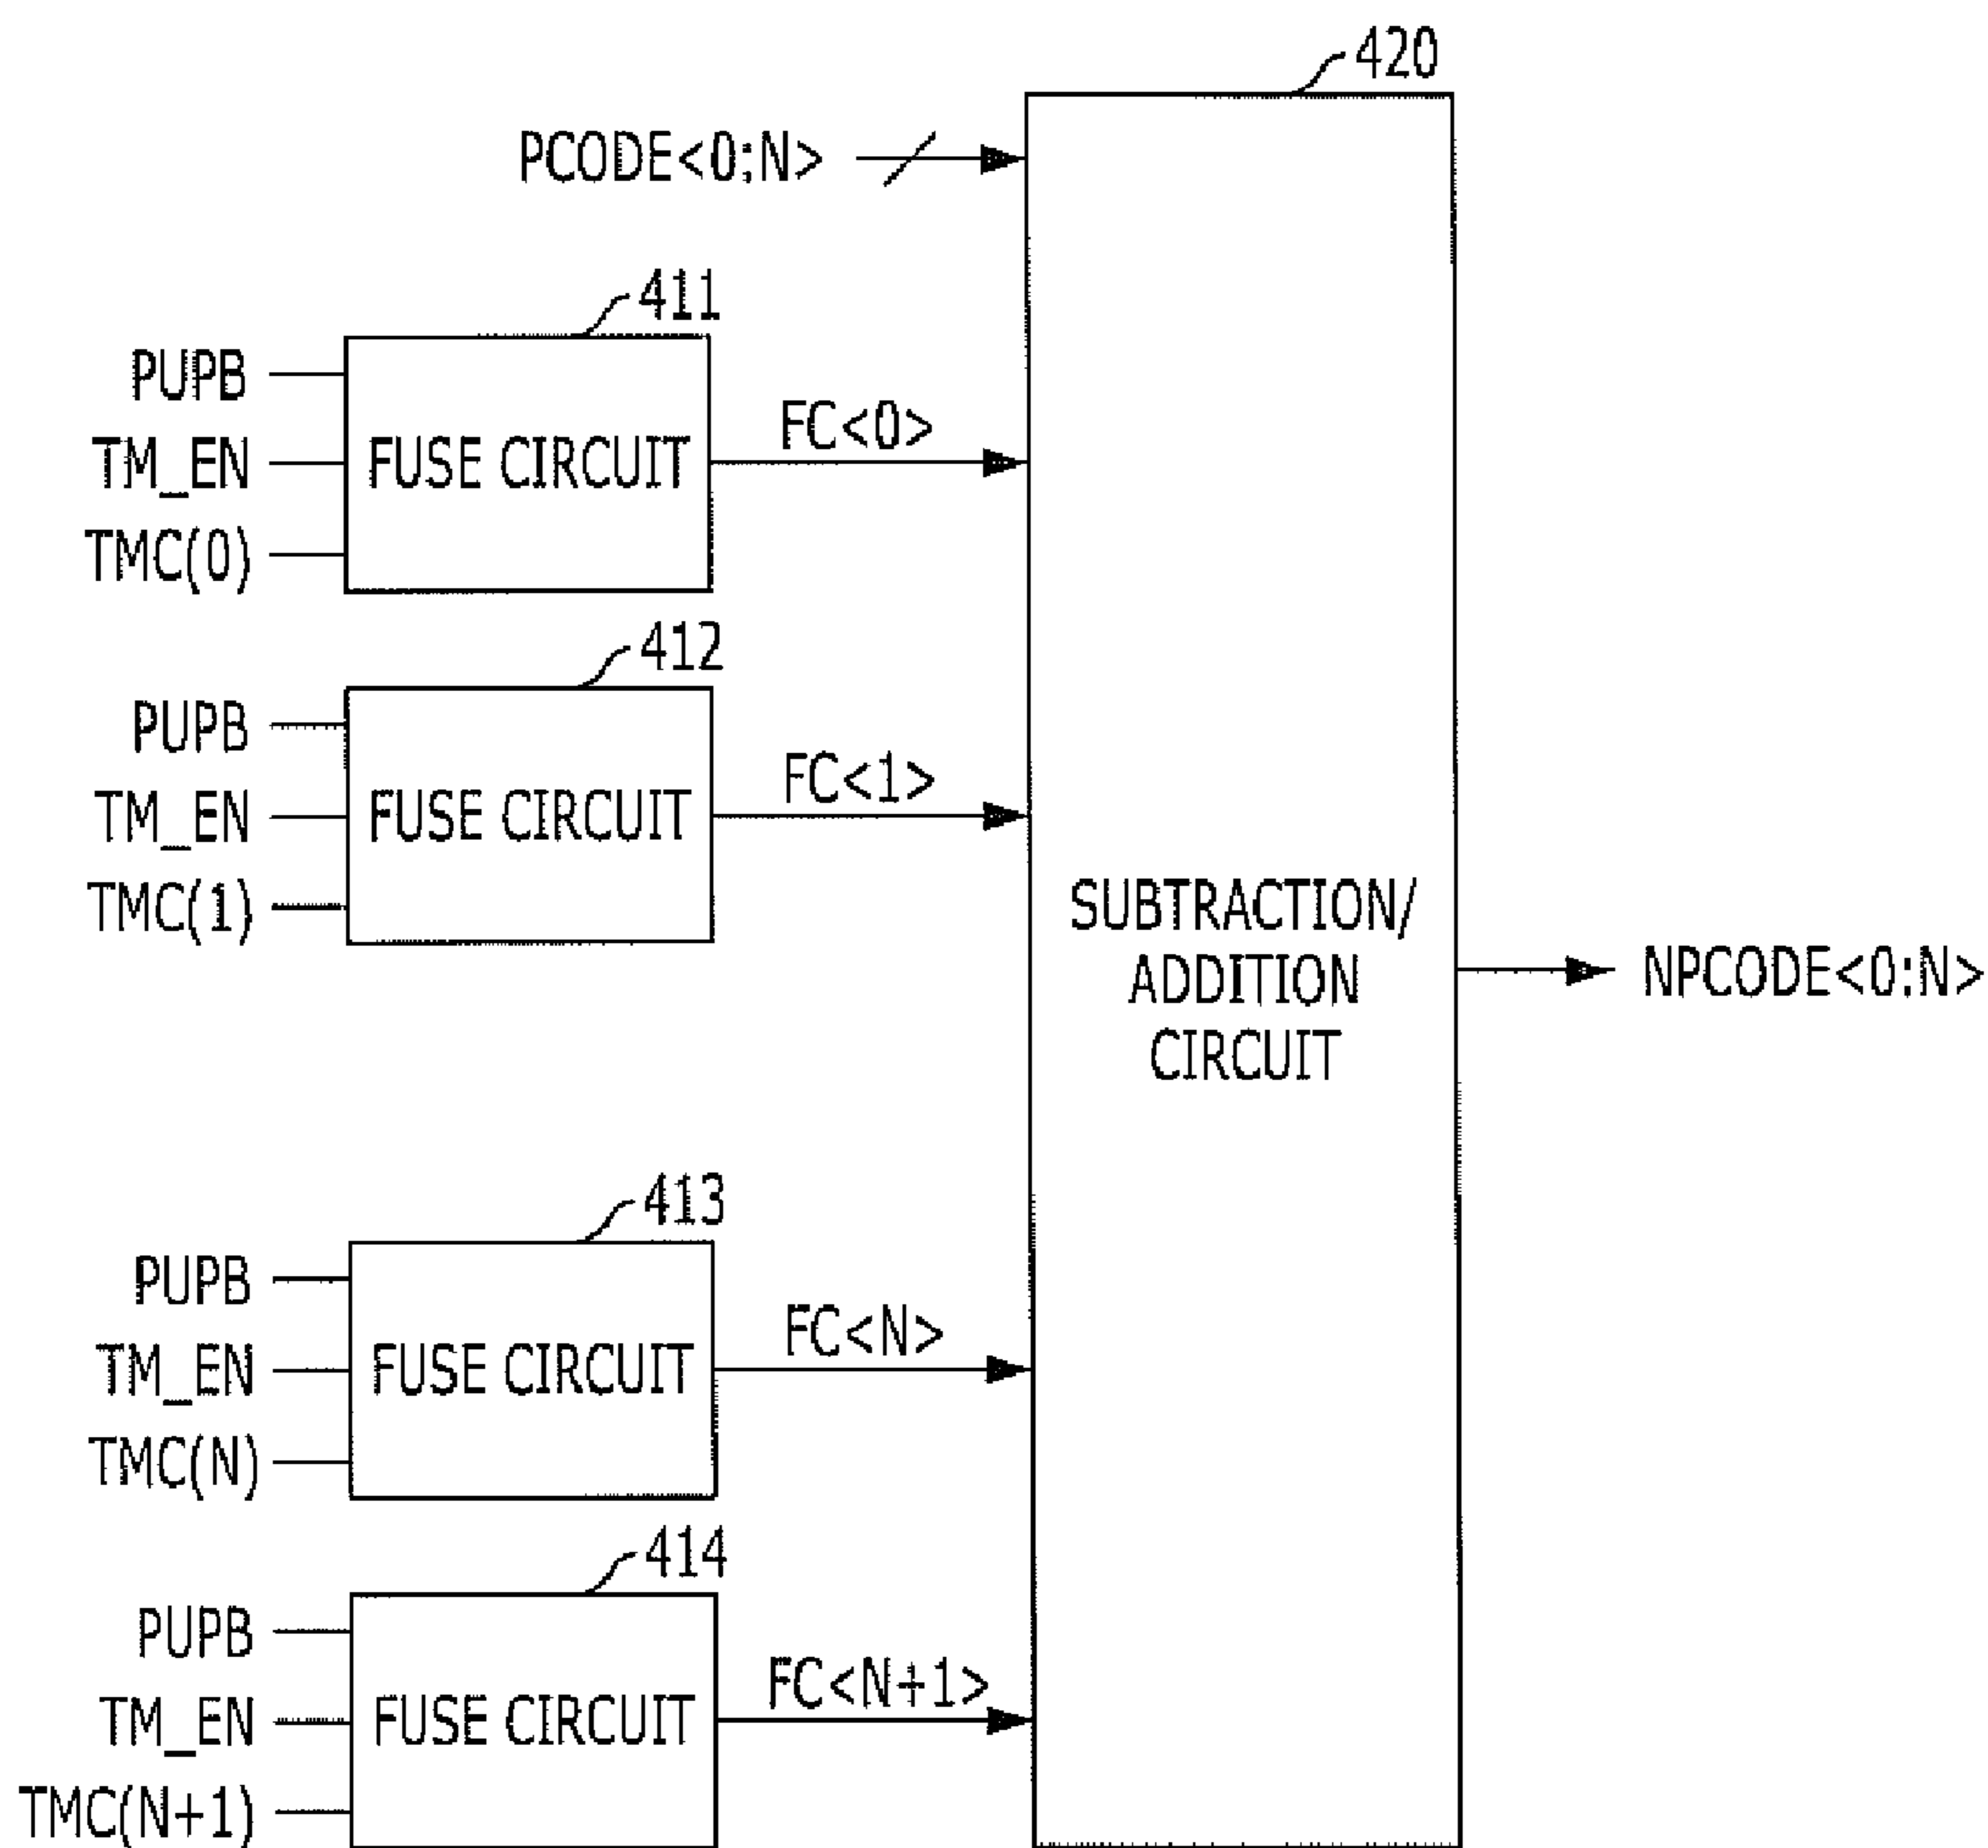 420
PCODE<0:N>
411
PUPB
TM_EN
TMC(0)
FUSE CIRCUIT
FC<0>
412
PUPB
TM_EN
TMC(1)
FUSE CIRCUIT
FC<1>
SUBTRACTION/
ADDITION
CIRCUIT
NPCODE<0:N>
413
PUPB
TM_EN
TMC(N)
FUSE CIRCUIT
FC<N>
414
PUPB
TM_EN
TMC(N+1)
FUSE CIRCUIT
FC<N+1>